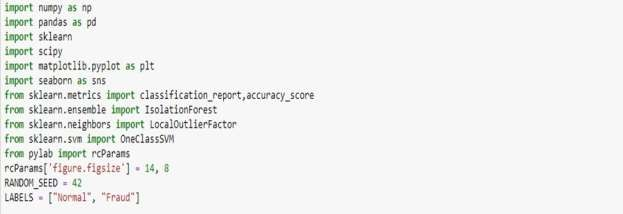 import numpy as np
import pandas as pd
import sklearn
import scipy
import matplotlib.pyplot as plt
import seaborn as sns
from sklearn.metrics import classification_report,accuracy_score
from sklearn.ensemble import IsolationForest
from sklearn.neighbors import LocalOutlierFactor
from sklearn.svm import OneClassSVM
from pylab import rcParams
rcParams['figure.figsize'] = 14, 8
RANDOM_SEED = 42
LABELS = ["Normal", "Fraud"]